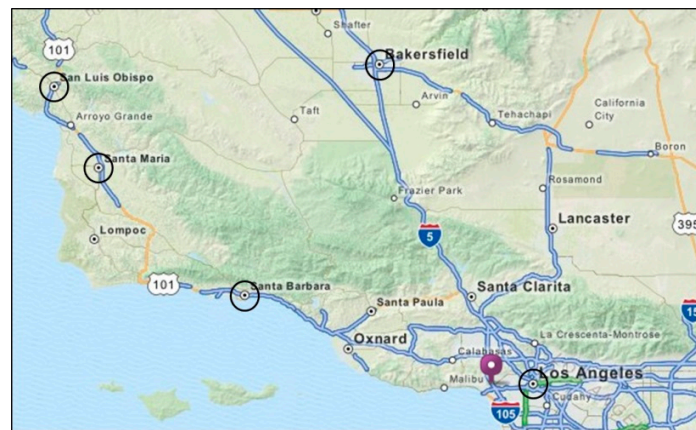 Shafter
101
Bakersfield
San Luis Obispo
Arvin
California
City
Taft
Arroyo Grande
Tehachapi
Boron
Santa Maria
Rosamond
Frazier Park
Lancaster
395
Lompoc
5
101
Santa Barbara
Santa Clarita
Santa Paula
15
Oxnard
La Crescenta-Montrose
Calabasas
Malibu
Los Angeles
Cudahy
105